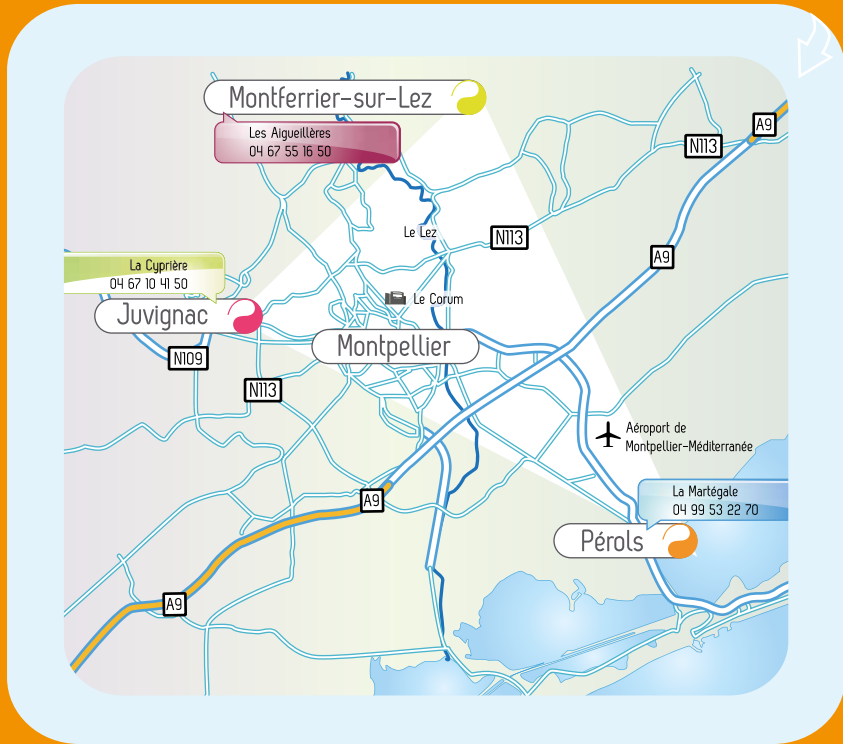 Montferrier-sur-Lez
Les Aigueillères
04 67 55 16 50
A9
N113
Le Lez
N113
A9
La Cyprière
04 67 10 41 50
Le Corum
Juvignac
Montpellier
N109
N113
Aéroport de
Montpellier-Méditerranée
A9
La Martégale
04 99 53 22 70
Pérols
A9